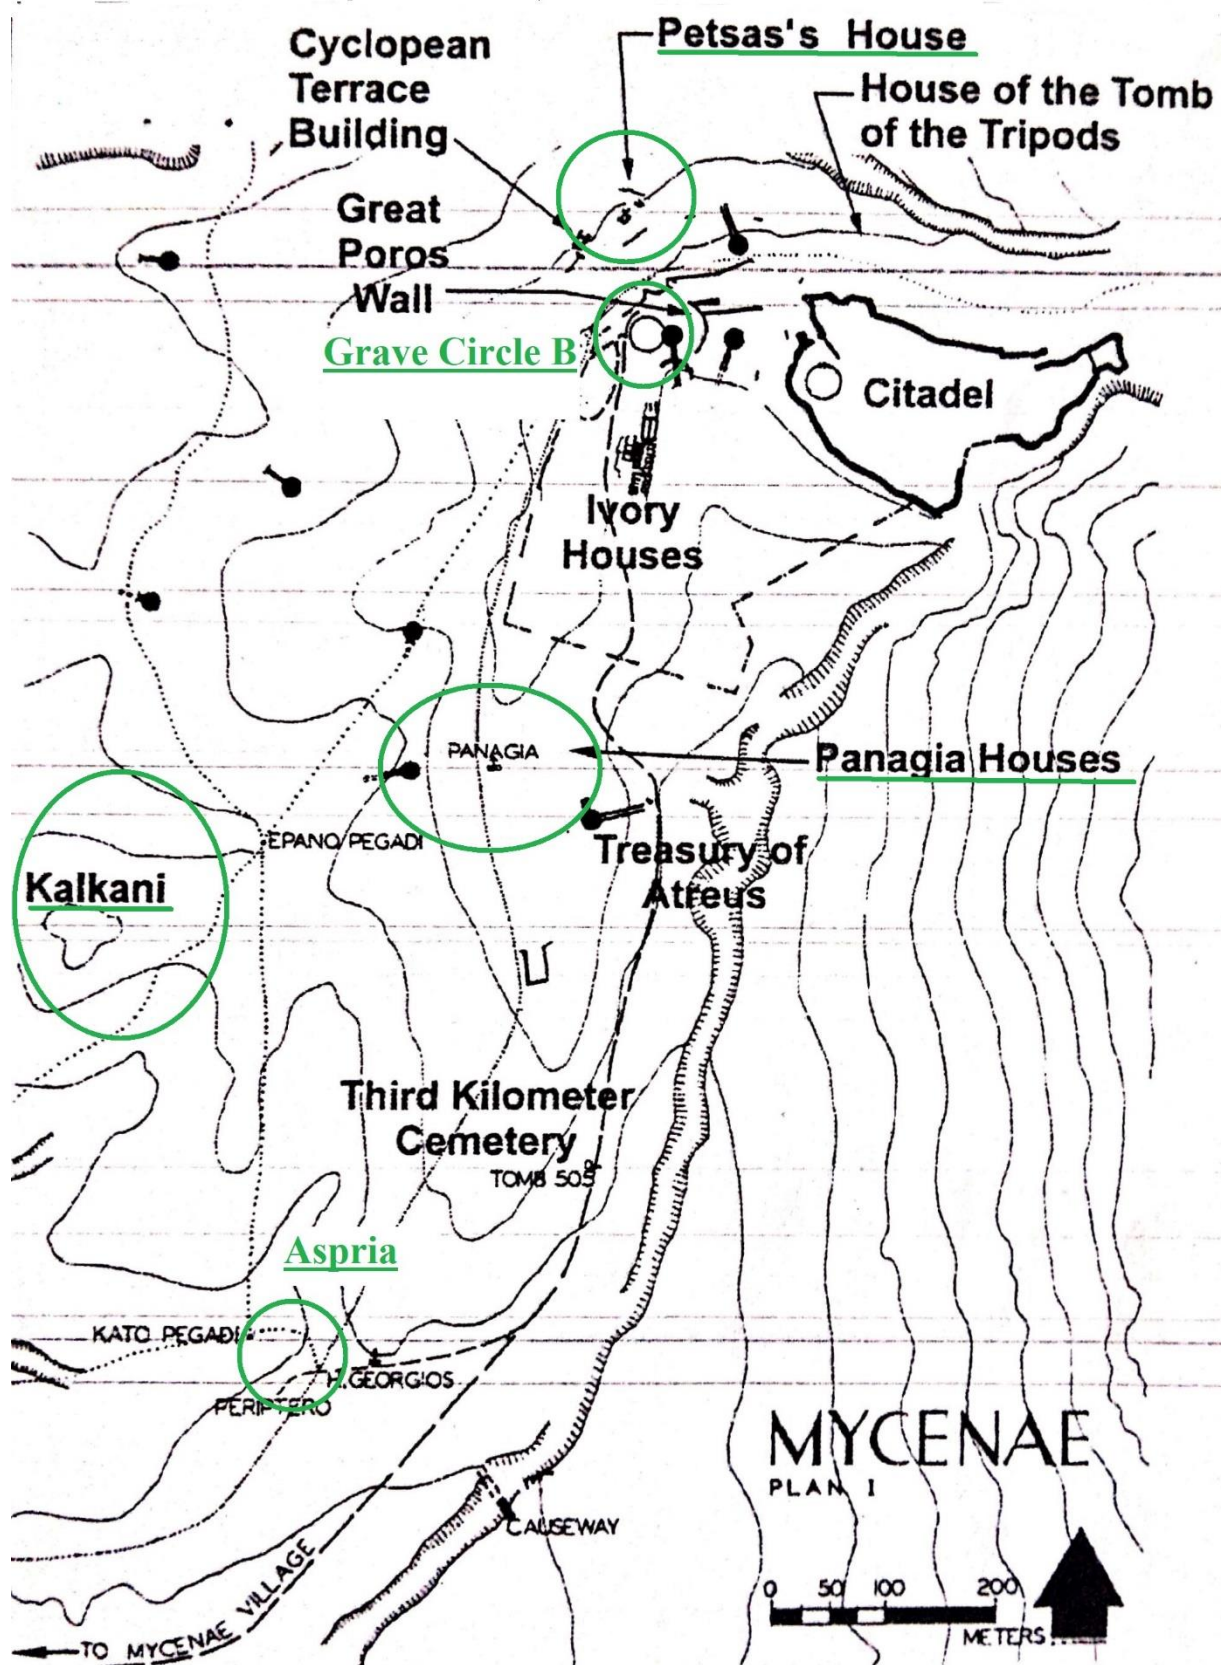 Cyclopean
Terrace
Building
Petsas's House
House of the Tomb
of the Tripods
Great
Poros
Wall
Grave Circle B
Citadel
Ivory
Houses
PANAGIA
Panagia Houses
EPANO PEGADI
Treasury of
Atreus
Kalkani
Third Kilometer
Cemetery
TOMB 505
Aspria
KATO PEGADI
H. GEORGIOS
PERIPTERO
MYCENAE
PLAN I
CAUSEWAY
0 50 100 200
METERS
TO MYCENAE VILLAGE